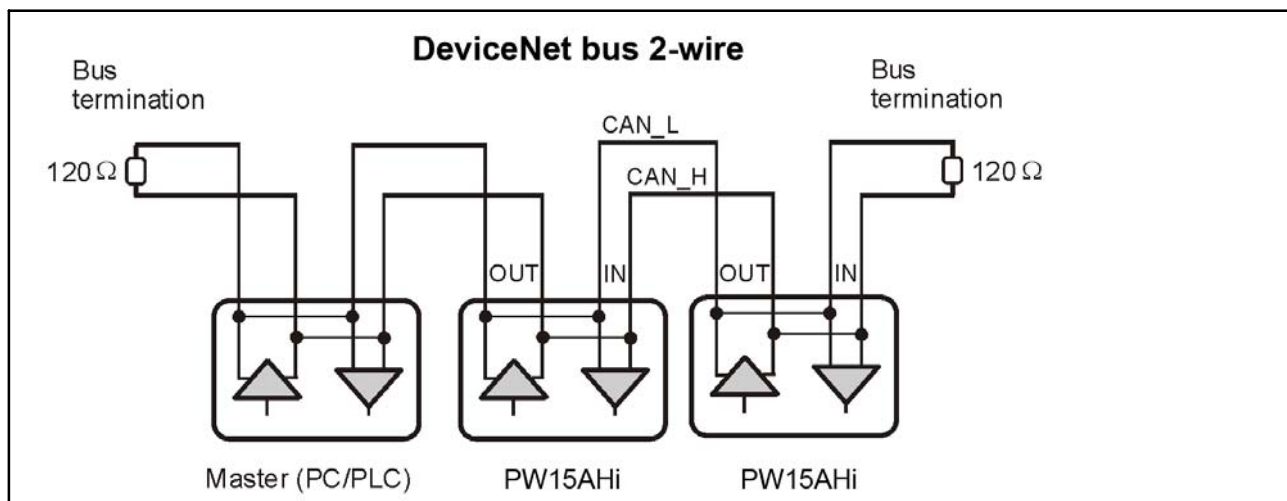 DeviceNet bus 2-wire
Bus
termination
Bus
termination
CAN_L
120 Ω
CAN_H
120 Ω
OUT
IN
OUT
IN
Master (PC/PLC)
PW15AHi
PW15AHi